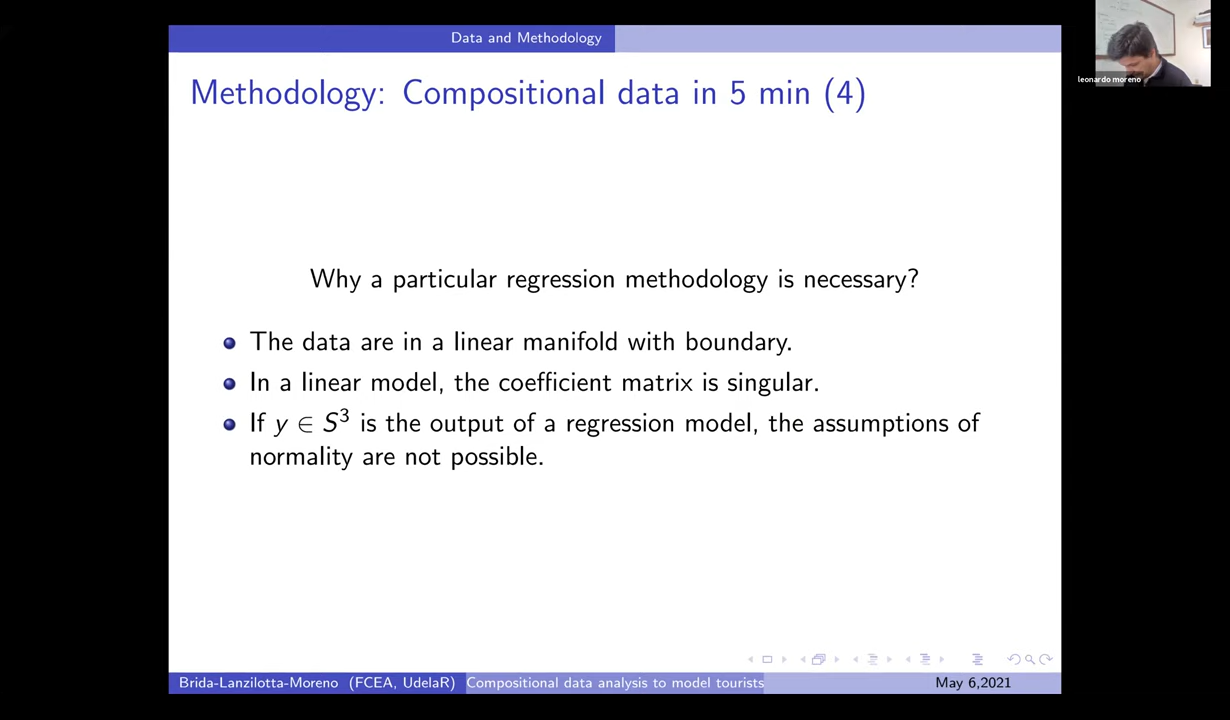 Data and Methodology
Methodology: Compositional data in 5 min (4)
leonardo moreno
Why a particular regression methodology is necessary?
The data are in a linear manifold with boundary.
In a linear model, the coefficient matrix is singular.
If y ∈ S³ is the output of a regression model, the assumptions of
normality are not possible.
Brida-Lanzilotta-Moreno (FCEA, UdelaR) Compositional data analysis to model tourists May 6,2021